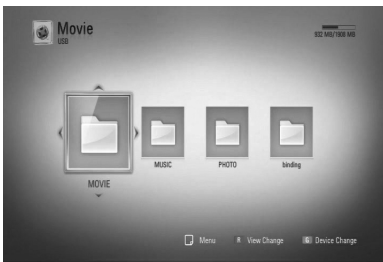 Movie
USB
932 MB/1908 MB
MUSIC
PHOTO
binding
MOVIE
Menu
R View Change
G Device Change